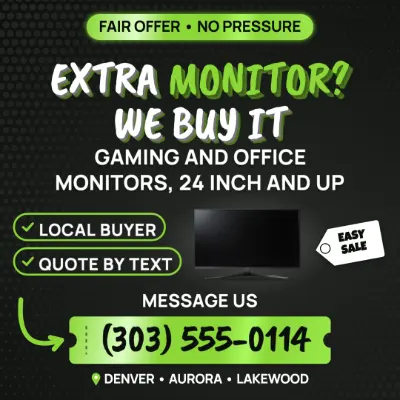 FAIR OFFER • NO PRESSURE
EXTRA MONITOR?
WE BUY IT
GAMING AND OFFICE
MONITORS, 24 INCH AND UP
LOCAL BUYER
QUOTE BY TEXT
EASY
SALE
MESSAGE US
(303) 555-0114
DENVER • AURORA • LAKEWOOD